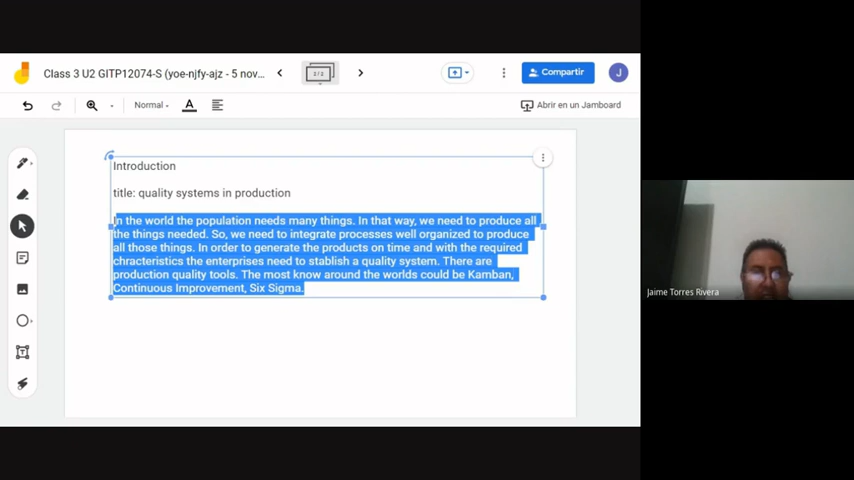 Class 3 U2 GITP12074-S (yoe-njfy-ajz - 5 nov...
2/2
Compartir
J
Normal
A
Abrir en un Jamboard
Introduction
title: quality systems in production
In the world the population needs many things. In that way, we need to produce all
the things needed. So, we need to integrate processes well organized to produce
all those things. In order to generate the products on time and with the required
chracteristics the enterprises need to stablish a quality system. There are
production quality tools. The most know around the worlds could be Kamban,
Continuous Improvement, Six Sigma.
Jaime Torres Rivera